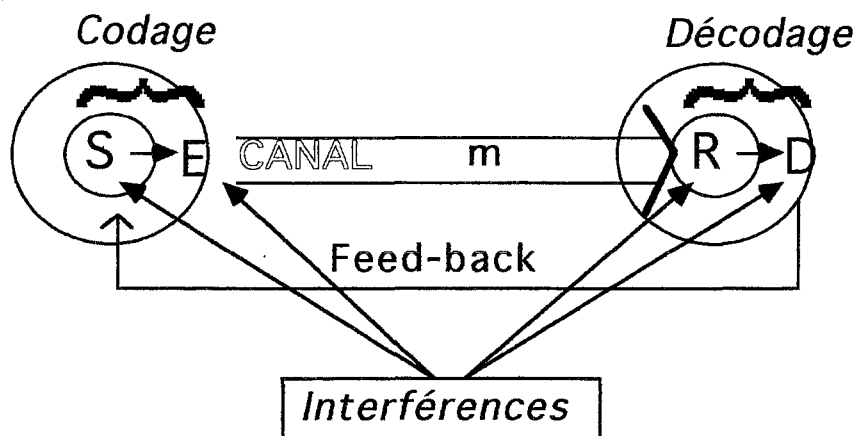 Codage
Décodage
S E CANAL m R D
Feed-back
Interférences